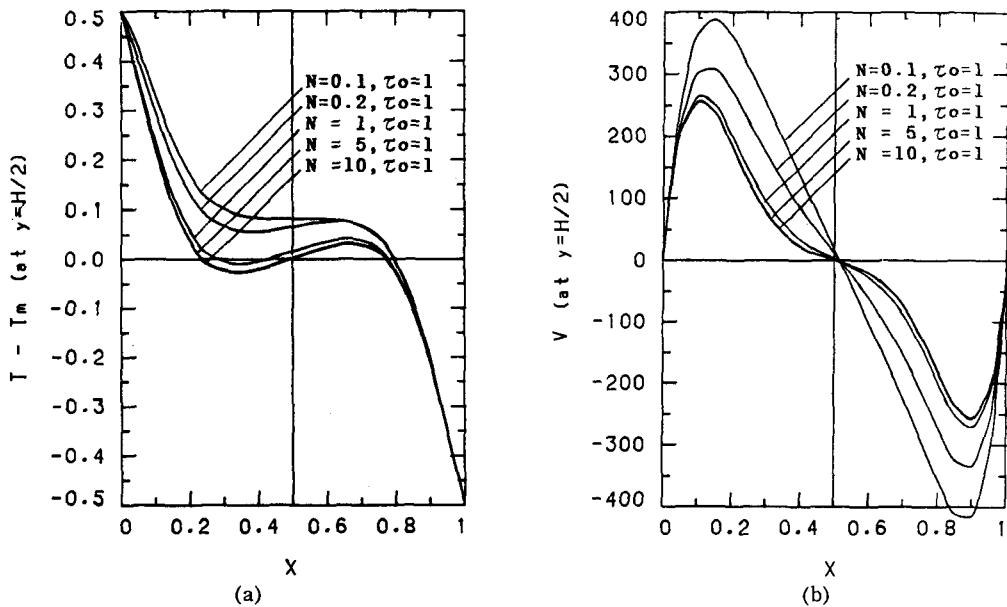 0.5
0.4
0.3
0.2
0.1
0.0
-0.1
-0.2
-0.3
-0.4
-0.5
T - Tm (at y=H/2)
N=0.1, τo=1
N=0.2, τo=1
N = 1, τo=1
N = 5, τo=1
N =10, τo=1
0 0.2 0.4 0.6 0.8 1
X
(a)
400
300
200
100
0
-100
-200
-300
-400
V (at y=H/2)
N=0.1, τo=1
N=0.2, τo=1
N = 1, τo=1
N = 5, τo=1
N =10, τo=1
0 0.2 0.4 0.6 0.8 1
X
(b)